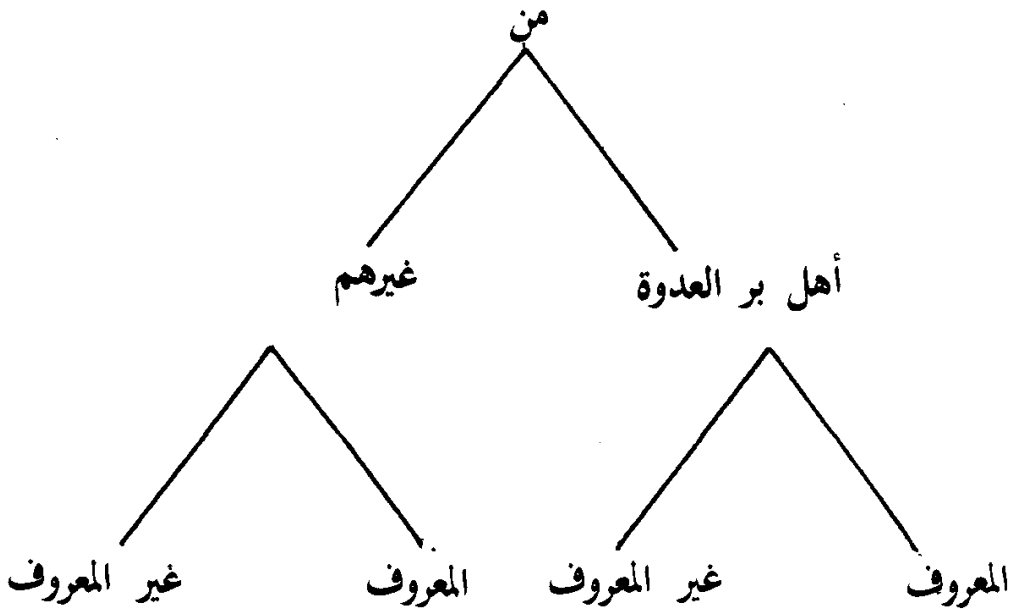 من
أهل بر العدوة غيرهم
المعروف غير المعروف المعروف غير المعروف